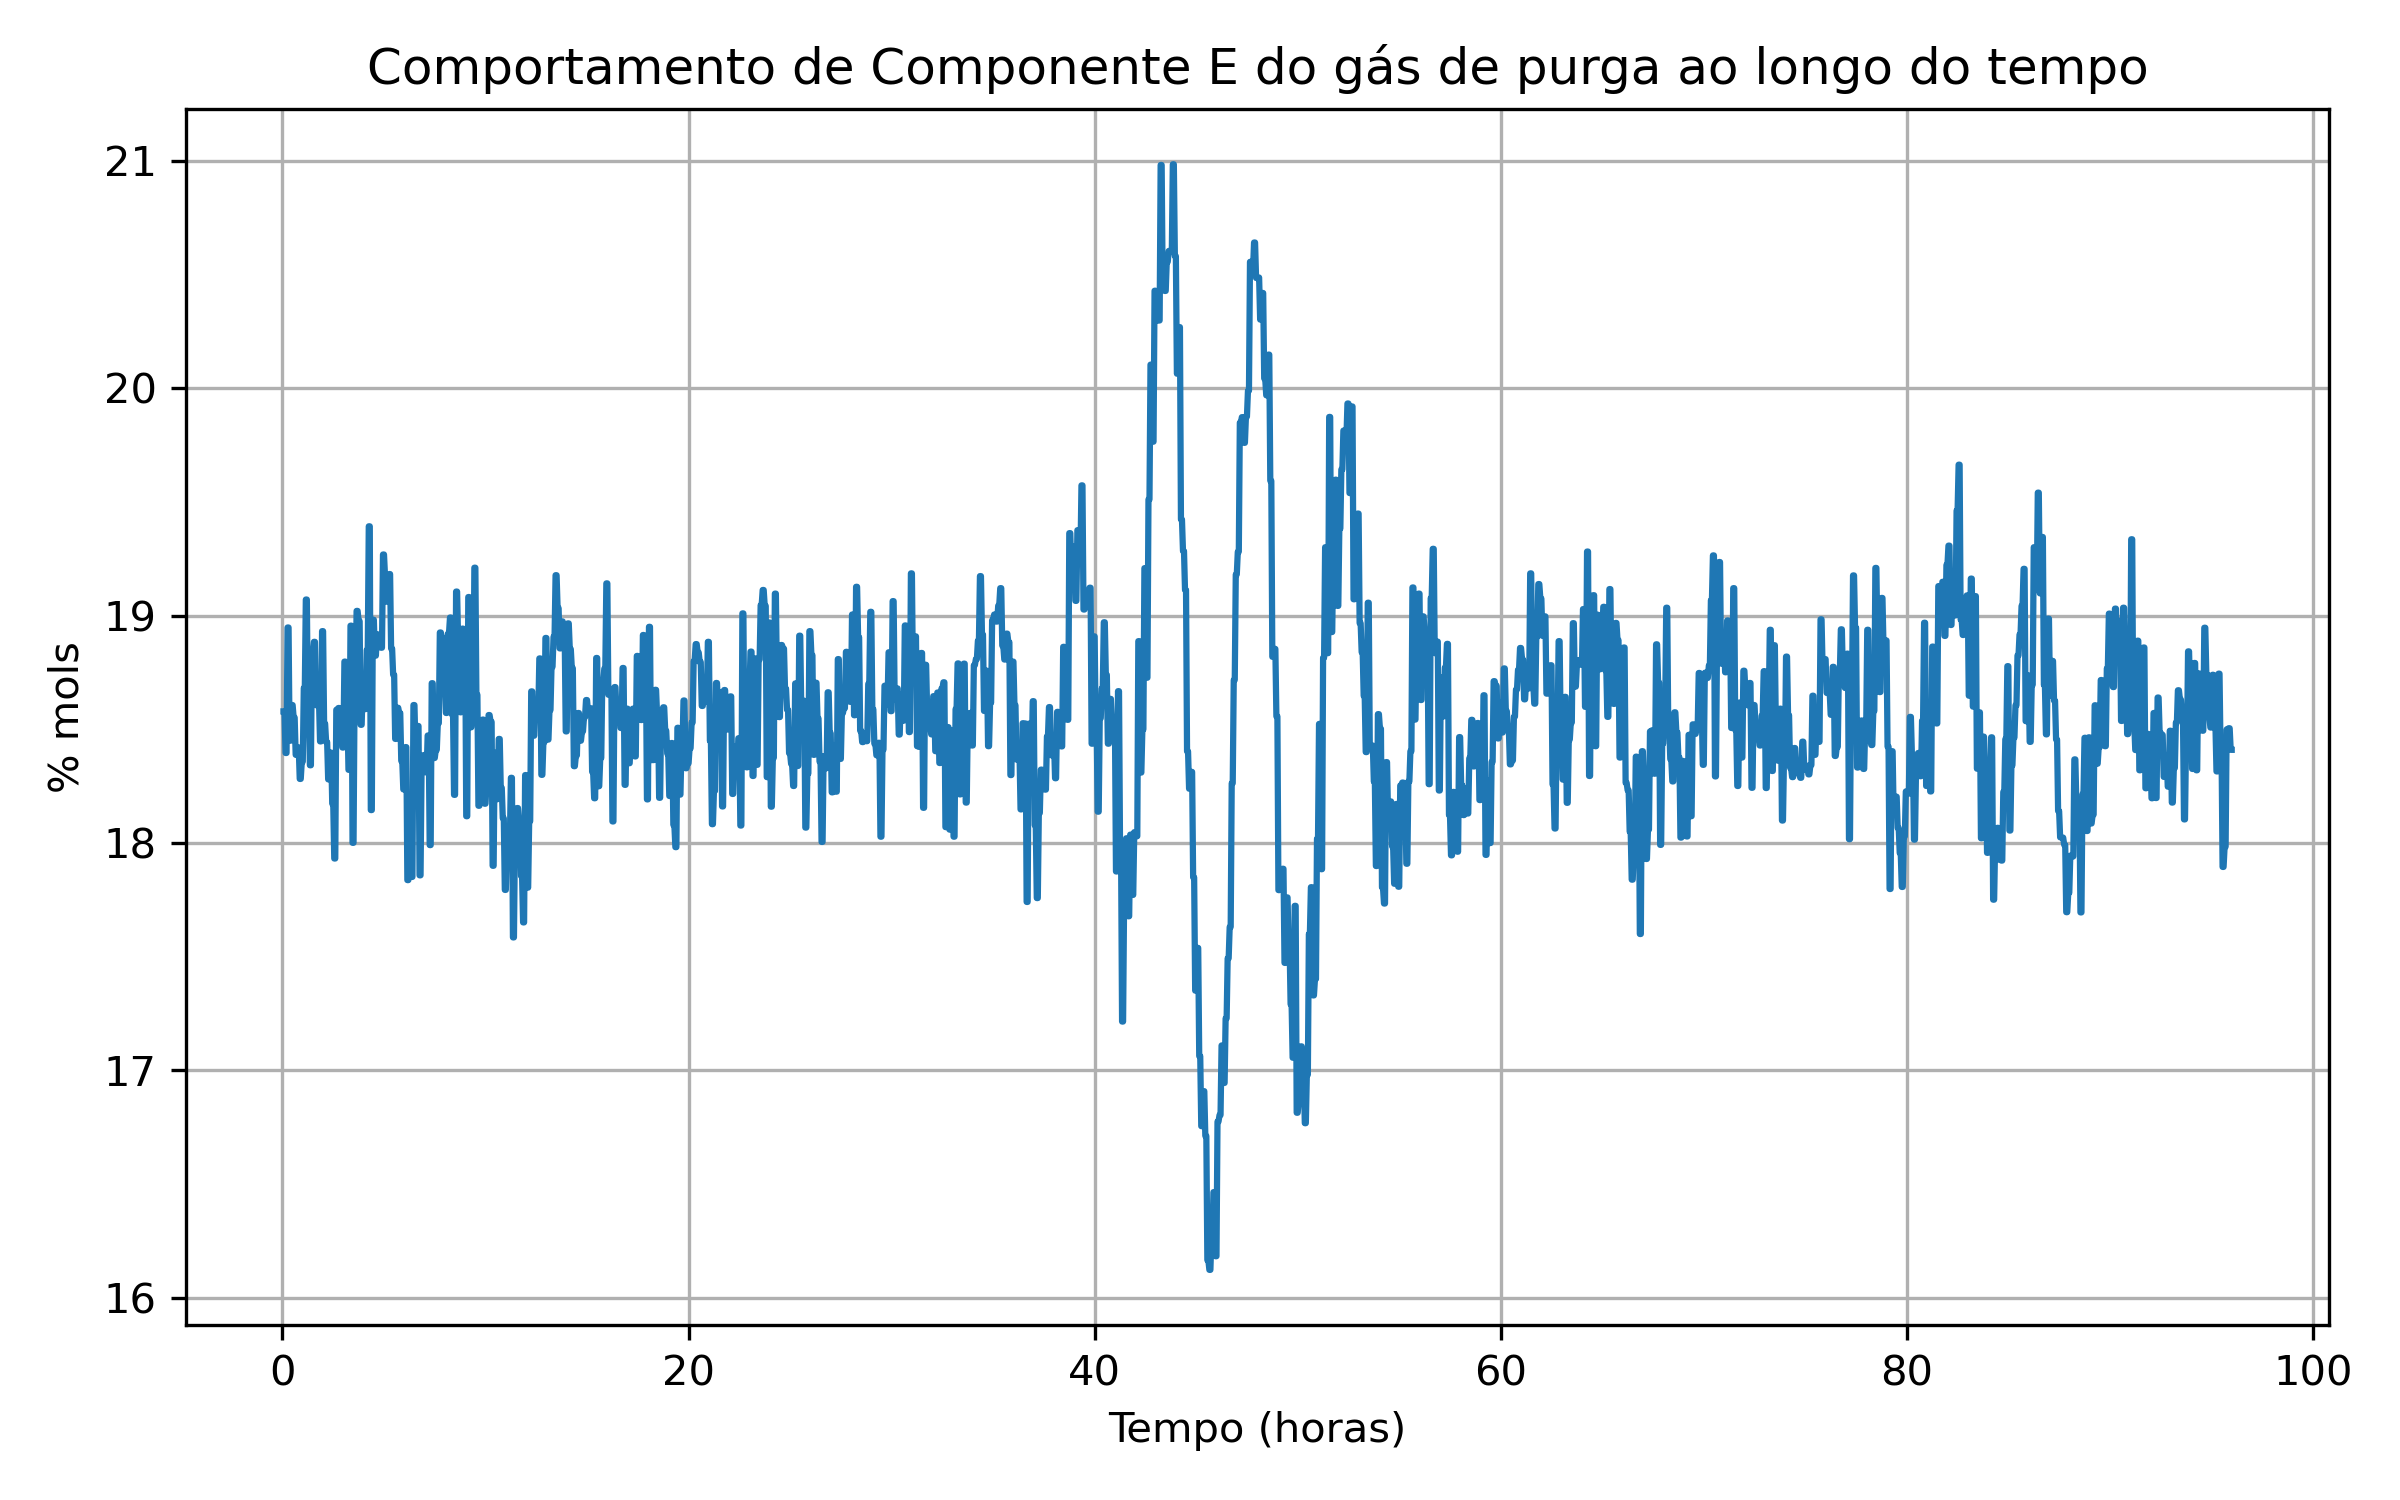 Comportamento de Componente E do gás de purga ao longo do tempo
21
20
19
18
17
16
% mols
0 20 40 60 80 100
Tempo (horas)